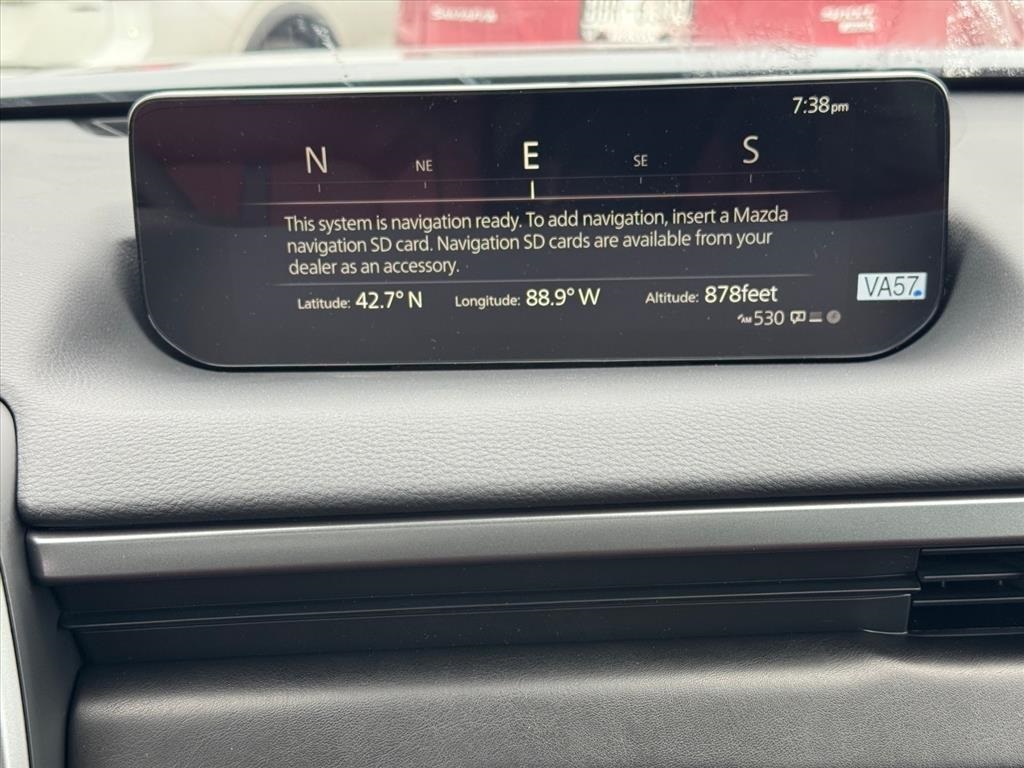 7:38pm
N NE E SE S
This system is navigation ready. To add navigation, insert a Mazda
navigation SD card. Navigation SD cards are available from your
dealer as an accessory.
Latitude: 42.7° N Longitude: 88.9° W Altitude: 878feet
VA57
AM 530